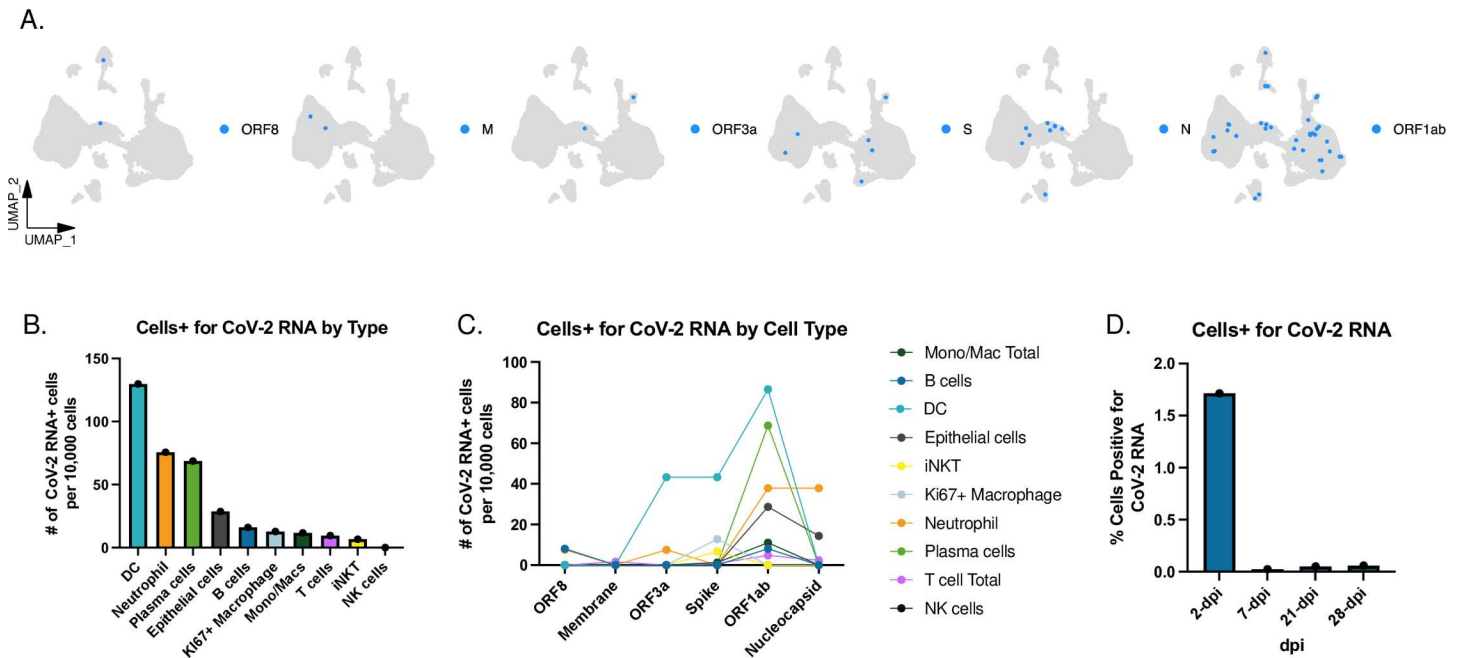 A.
ORF8
M
ORF3a
S
N
ORF1ab
UMAP_2
UMAP_1
B.
Cells+ for CoV-2 RNA by Type
# of CoV-2 RNA+ cells
per 10,000 cells
150
100
50
0
DC
Neutrophil
Plasma cells
Epithelial cells
B cells
KI67+ Macrophage
Mono/Macs
T cells
iNKT
NK cells
C.
Cells+ for CoV-2 RNA by Cell Type
# of CoV-2 RNA+ cells
per 10,000 cells
100
80
60
40
20
0
ORF8
Membrane
ORF3a
Spike
ORF1ab
Nucleocapsid
Mono/Mac Total
B cells
DC
Epithelial cells
iNKT
Ki67+ Macrophage
Neutrophil
Plasma cells
T cell Total
NK cells
D.
Cells+ for CoV-2 RNA
% Cells Positive for
CoV-2 RNA
2.0
1.5
1.0
0.5
0.0
2-dpi
7-dpi
21-dpi
28-dpi
dpi